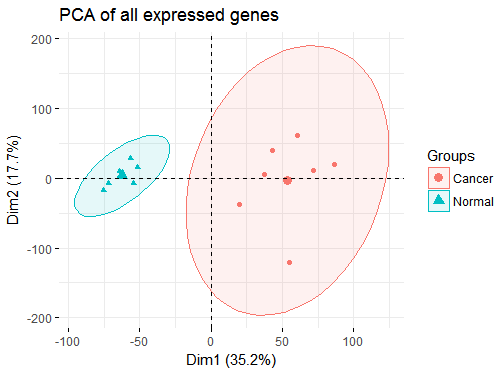 PCA of all expressed genes
200
100
0
-100
-200
Dim2 (17.7%)
-100
-50
0
50
100
Dim1 (35.2%)
Groups
Cancer
Normal